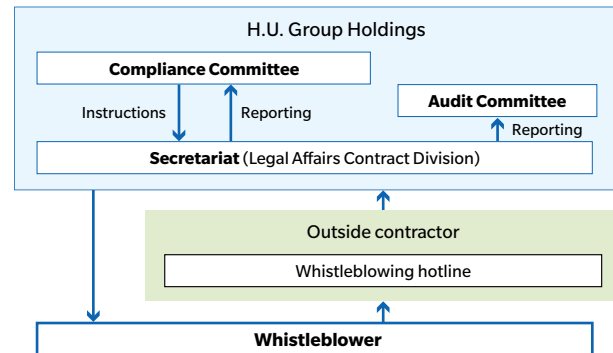 H.U. Group Holdings
Compliance Committee
Audit Committee
Instructions
Reporting
Reporting
Secretariat (Legal Affairs Contract Division)
Outside contractor
Whistleblowing hotline
Whistleblower